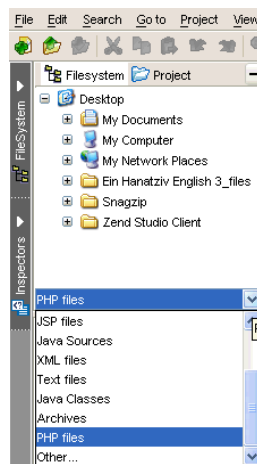 File Edit Search Go to Project View
Filesystem Project
FileSystem
Desktop
My Documents
My Computer
My Network Places
Ein Hanatziv English 3_files
Snagzip
Zend Studio Client
Inspectors
PHP files
JSP files
Java Sources
XML files
Text files
Java Classes
Archives
PHP files
Other...